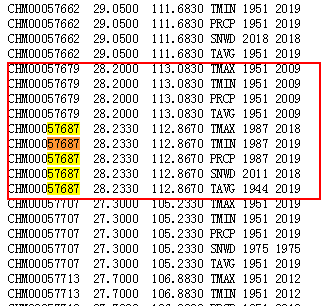 CHM00057662 29.0500 111.6830 TMIN 1951 2019
CHM00057662 29.0500 111.6830 PRCP 1951 2019
CHM00057662 29.0500 111.6830 SNWD 2018 2018
CHM00057662 29.0500 111.6830 TAVG 1951 2019
CHM00057679 28.2000 113.0830 TMAX 1951 2009
CHM00057679 28.2000 113.0830 TMIN 1951 2009
CHM00057679 28.2000 113.0830 PRCP 1951 2009
CHM00057679 28.2000 113.0830 TAVG 1951 2009
CHM00057687 28.2330 112.8670 TMAX 1987 2018
CHM00057687 28.2330 112.8670 TMIN 1987 2019
CHM00057687 28.2330 112.8670 PRCP 1987 2019
CHM00057687 28.2330 112.8670 SNWD 2011 2018
CHM00057687 28.2330 112.8670 TAVG 1944 2019
CHM00057707 27.3000 105.2330 TMAX 1951 2019
CHM00057707 27.3000 105.2330 TMIN 1951 2019
CHM00057707 27.3000 105.2330 PRCP 1951 2019
CHM00057707 27.3000 105.2330 SNWD 1975 1975
CHM00057707 27.3000 105.2330 TAVG 1951 2019
CHM00057713 27.7000 106.8830 TMAX 1951 2012
CHM00057713 27.7000 106.8830 TMIN 1951 2019